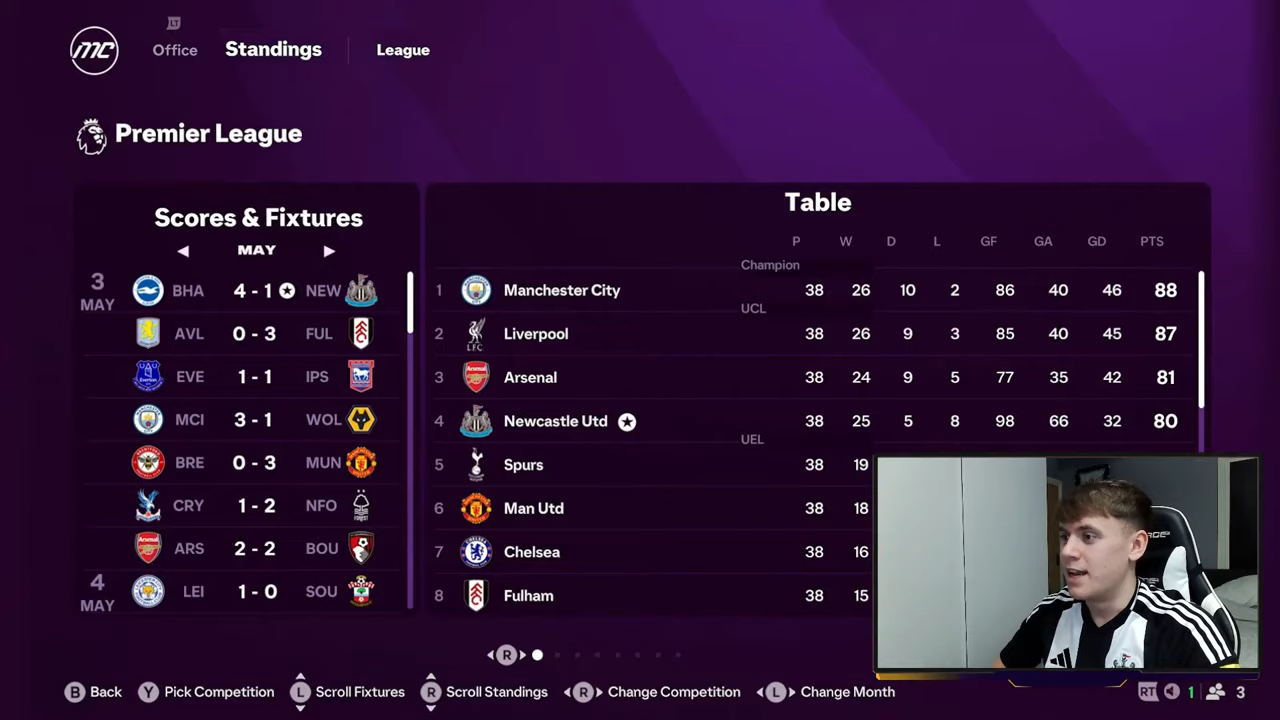 LT
MC Office Standings League
Premier League
Scores & Fixtures
MAY
3 MAY BHA 4 - 1 NEW
AVL 0 - 3 FUL
EVE 1 - 1 IPS
MCI 3 - 1 WOL
BRE 0 - 3 MUN
CRY 1 - 2 NFO
ARS 2 - 2 BOU
4 MAY LEI 1 - 0 SOU
Table
P W D L GF GA GD PTS
Champion
1 Manchester City 38 26 10 2 86 40 46 88
UCL
2 Liverpool 38 26 9 3 85 40 45 87
3 Arsenal 38 24 9 5 77 35 42 81
4 Newcastle Utd 38 25 5 8 98 66 32 80
UEL
5 Spurs 38 19
6 Man Utd 38 18
7 Chelsea 38 16
8 Fulham 38 15
R
B Back Y Pick Competition L Scroll Fixtures R Scroll Standings R Change Competition L Change Month RT 1 3